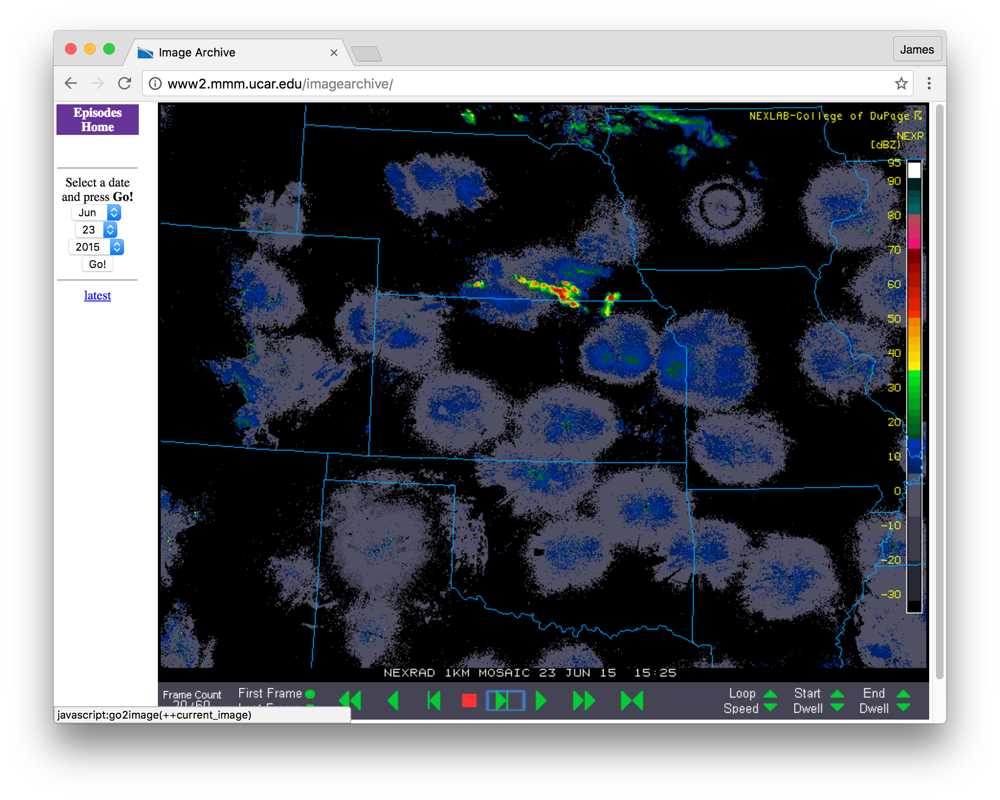 Image Archive
James
www2.mmm.ucar.edu/imagearchive/
Episodes
Home
Select a date
and press Go!
Jun
23
2015
Go!
latest
NEXLAB-College of DuPage
NEXR
[dBZ]
95
90
80
70
60
50
40
30
20
10
0
-10
-20
-30
NEXRAD 1KM MOSAIC 23 JUN 15 15:25
Frame Count
First Frame
Loop
Speed
Start
Dwell
End
Dwell
javascript:go2image(++current_image)